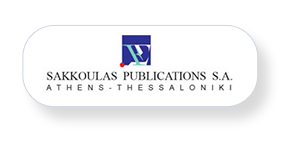 SAKKOULAS PUBLICATIONS S.A.
ATHENS-THESSALONIKI